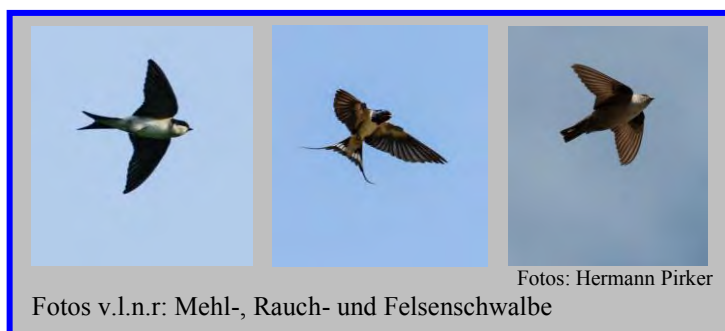 Fotos: Hermann Pirker
Fotos v.l.n.r: Mehl-, Rauch- und Felsenschwalbe